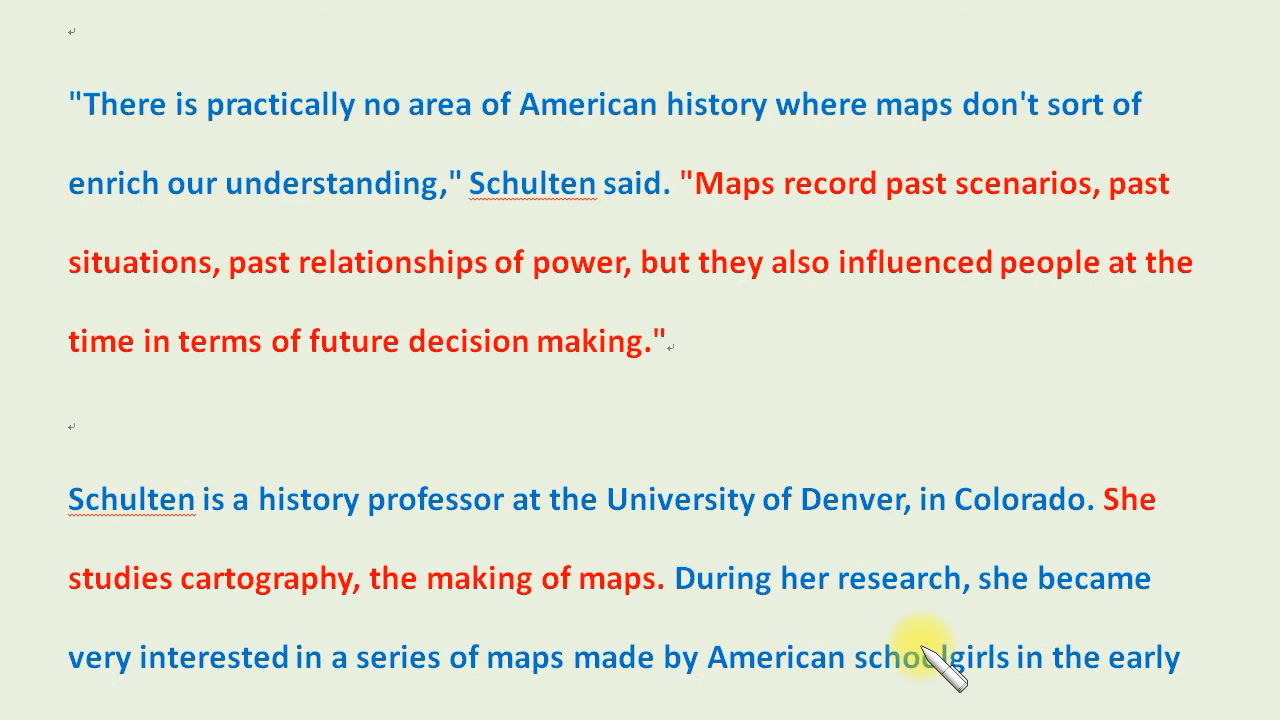 "There is practically no area of American history where maps don't sort of
enrich our understanding," Schulten said. "Maps record past scenarios, past
situations, past relationships of power, but they also influenced people at the
time in terms of future decision making."
Schulten is a history professor at the University of Denver, in Colorado. She
studies cartography, the making of maps. During her research, she became
very interested in a series of maps made by American schoolgirls in the early